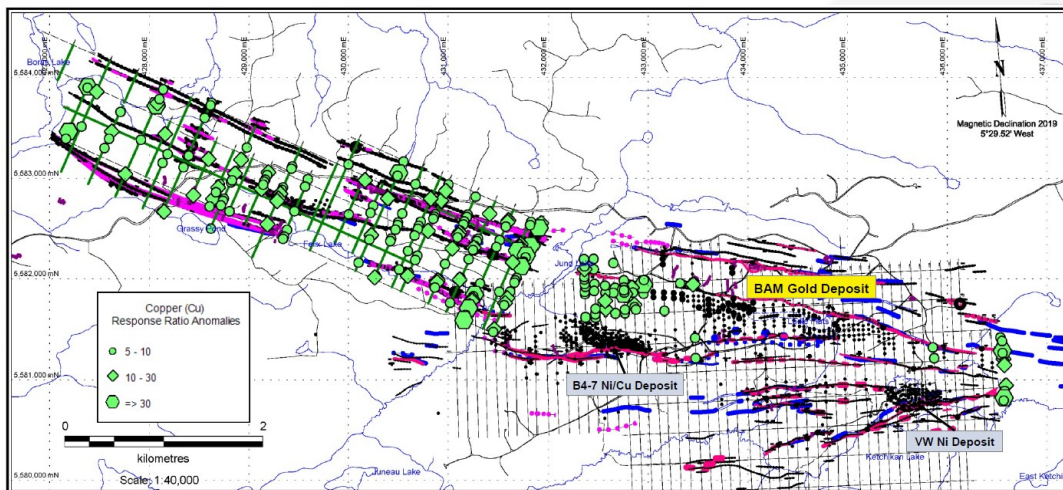 428,000 mE
429,000 mE
430,000 mE
431,000 mE
432,000 mE
433,000 mE
434,000 mE
435,000 mE
436,000 mE
437,000 mE
5,584,000 mN
5,583,000 mN
5,582,000 mN
5,581,000 mN
5,580,000 mN
N
Magnetic Declination 2019
5°29.52' West
Grassy Pond
BAM Gold Deposit
B4-7 Ni/Cu Deposit
VW Ni Deposit
Juneau Lake
Ketchikan Lake
Copper (Cu)
Response Ratio Anomalies
5 - 10
10 - 30
=> 30
0
2
kilometres
Scale: 1:40,000